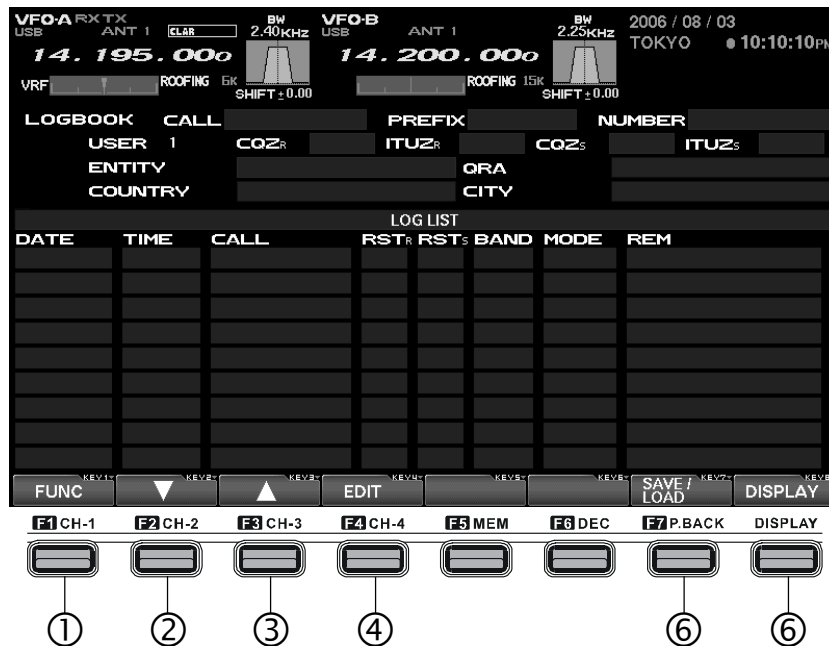 VFO-A RX TX BW VFO-B BW 2006 / 08 / 03
USB ANT 1 CLAR 2.40KHz USB ANT 1 2.25KHz TOKYO 10:10:10PM
14. 195. 00o 14. 200. 00o
VRF ROOFING 6K ROOFING 15K
SHIFT±0.00 SHIFT±0.00
LOGBOOK CALL PREFIX NUMBER
USER 1 CQZR ITUZR CQZS ITUZS
ENTITY QRA
COUNTRY CITY
LOG LIST
DATE TIME CALL RSTR RSTS BAND MODE REM
KEY1 KEY2 KEY3 KEY4 KEY5 KEY6 KEY7 KEY8
FUNC ▼ ▲ EDIT SAVE / LOAD DISPLAY
F1 CH-1 F2 CH-2 F3 CH-3 F4 CH-4 F5 MEM F6 DEC F7 P.BACK DISPLAY
① ② ③ ④ ⑥ ⑥